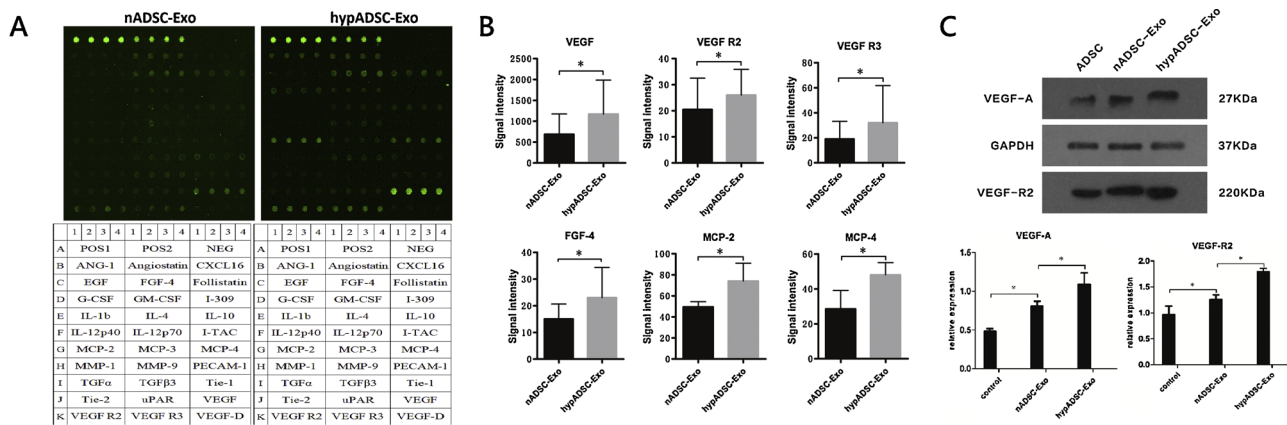 A
nADSC-Exo hypADSC-Exo
1 2 3 4 1 2 3 4 1 2 3 4 1 2 3 4 1 2 3 4 1 2 3 4
A POS1 POS2 NEG POS1 POS2 NEG
B ANG-1 Angiostatin CXCL16 ANG-1 Angiostatin CXCL16
C EGF FGF-4 Follistatin EGF FGF-4 Follistatin
D G-CSF GM-CSF I-309 G-CSF GM-CSF I-309
E IL-1b IL-4 IL-10 IL-1b IL-4 IL-10
F IL-12p40 IL-12p70 I-TAC IL-12p40 IL-12p70 I-TAC
G MCP-2 MCP-3 MCP-4 MCP-2 MCP-3 MCP-4
H MMP-1 MMP-9 PECAM-1 MMP-1 MMP-9 PECAM-1
I TGFα TGFβ3 Tie-1 TGFα TGFβ3 Tie-1
J Tie-2 uPAR VEGF Tie-2 uPAR VEGF
K VEGF R2 VEGF R3 VEGF-D VEGF R2 VEGF R3 VEGF-D
B
VEGF
*
Signal intensity
2500
2000
1500
1000
500
0
nADSC-Exo
hypADSC-Exo
VEGF R2
*
Signal intensity
40
30
20
10
0
nADSC-Exo
hypADSC-Exo
VEGF R3
*
Signal intensity
80
60
40
20
0
nADSC-Exo
hypADSC-Exo
FGF-4
*
Signal intensity
40
30
20
10
0
nADSC-Exo
hypADSC-Exo
MCP-2
*
Signal intensity
100
80
60
40
20
0
nADSC-Exo
hypADSC-Exo
MCP-4
*
Signal intensity
60
40
20
0
nADSC-Exo
hypADSC-Exo
C
ADSC
nADSC-Exo
hypADSC-Exo
VEGF-A 27KDa
GAPDH 37KDa
VEGF-R2 220KDa
VEGF-A
*
*
relative expression
1.5
1.0
0.5
0.0
control
nADSC-Exo
hypADSC-Exo
VEGF-R2
*
*
relative expression
2.0
1.5
1.0
0.5
0.0
control
nADSC-Exo
hypADSC-Exo